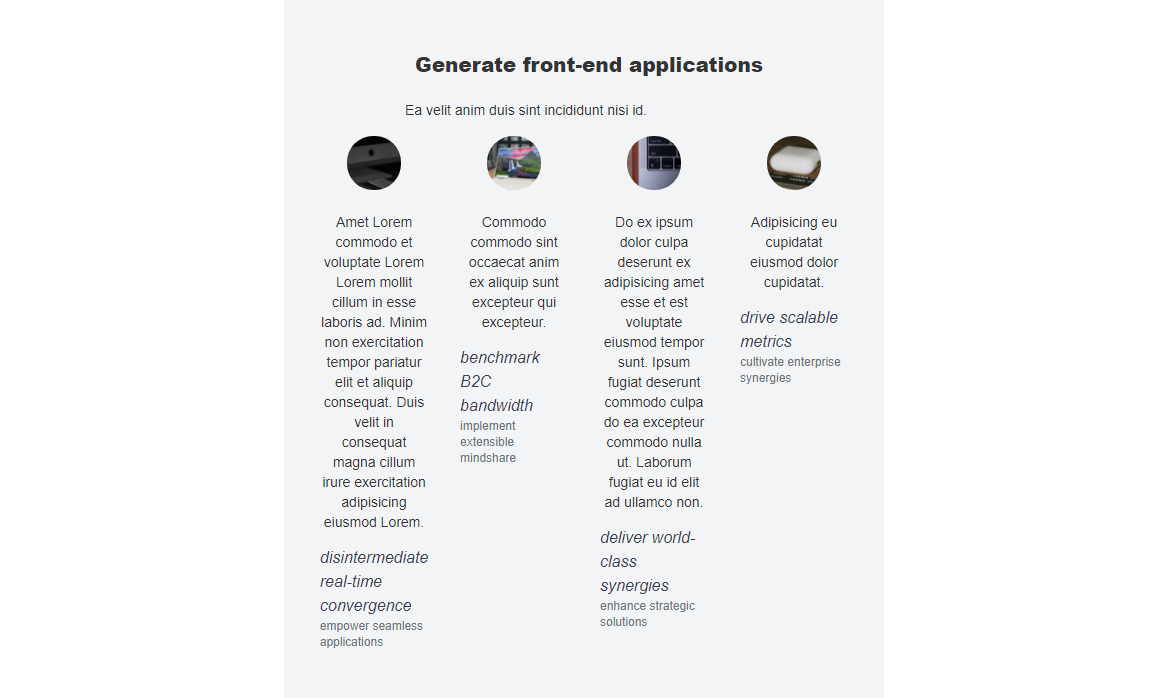 Generate front-end applications
Ea velit anim duis sint incididunt nisi id.
Amet Lorem
commodo et
voluptate Lorem
Lorem mollit
cillum in esse
laboris ad. Minim
non exercitation
tempor pariatur
elit et aliquip
consequat. Duis
velit in
consequat
magna cillum
irure exercitation
adipisicing
eiusmod Lorem.
disintermediate
real-time
convergence
empower seamless
applications
Commodo
commodo sint
occaecat anim
ex aliquip sunt
excepteur qui
excepteur.
benchmark
B2C
bandwidth
implement
extensible
mindshare
Do ex ipsum
dolor culpa
deserunt ex
adipisicing amet
esse et est
voluptate
eiusmod tempor
sunt. Ipsum
fugiat deserunt
commodo culpa
do ea excepteur
commodo nulla
ut. Laborum
fugiat eu id elit
ad ullamco non.
deliver world-
class
synergies
enhance strategic
solutions
Adipisicing eu
cupidatat
eiusmod dolor
cupidatat.
drive scalable
metrics
cultivate enterprise
synergies